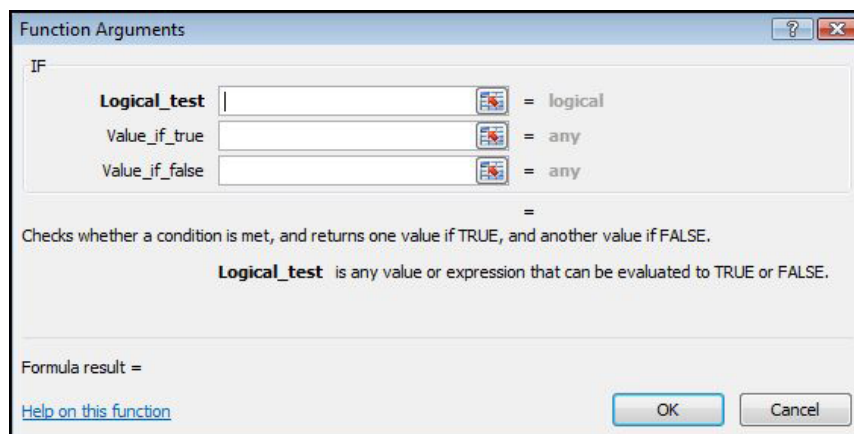 Function Arguments
IF
Logical_test = logical
Value_if_true = any
Value_if_false = any
=
Checks whether a condition is met, and returns one value if TRUE, and another value if FALSE.
Logical_test is any value or expression that can be evaluated to TRUE or FALSE.
Formula result =
Help on this function
OK Cancel